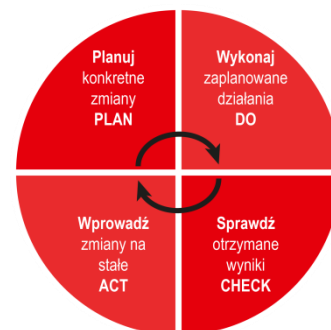 Planuj
konkretne
zmiany
PLAN
Wykonaj
zaplanowane
działania
DO
Wprowadź
zmiany na
stałe
ACT
Sprawdź
otrzymane
wyniki
CHECK